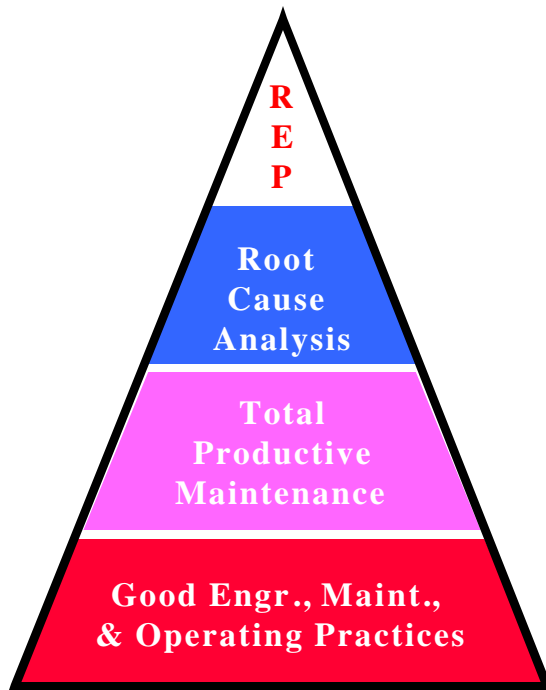 R
E
P
Root
Cause
Analysis
Total
Productive
Maintenance
Good Engr., Maint.,
& Operating Practices